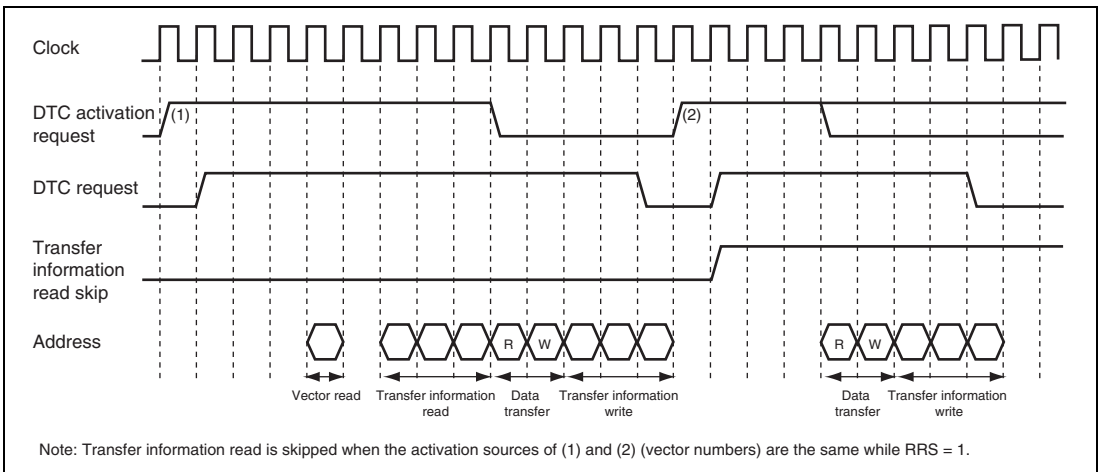 Clock
DTC activation
request
(1)
(2)
DTC request
Transfer
information
read skip
Address
R
W
R
W
Vector read
Transfer information
read
Data
transfer
Transfer information
write
Data
transfer
Transfer information
write
Note: Transfer information read is skipped when the activation sources of (1) and (2) (vector numbers) are the same while RRS = 1.